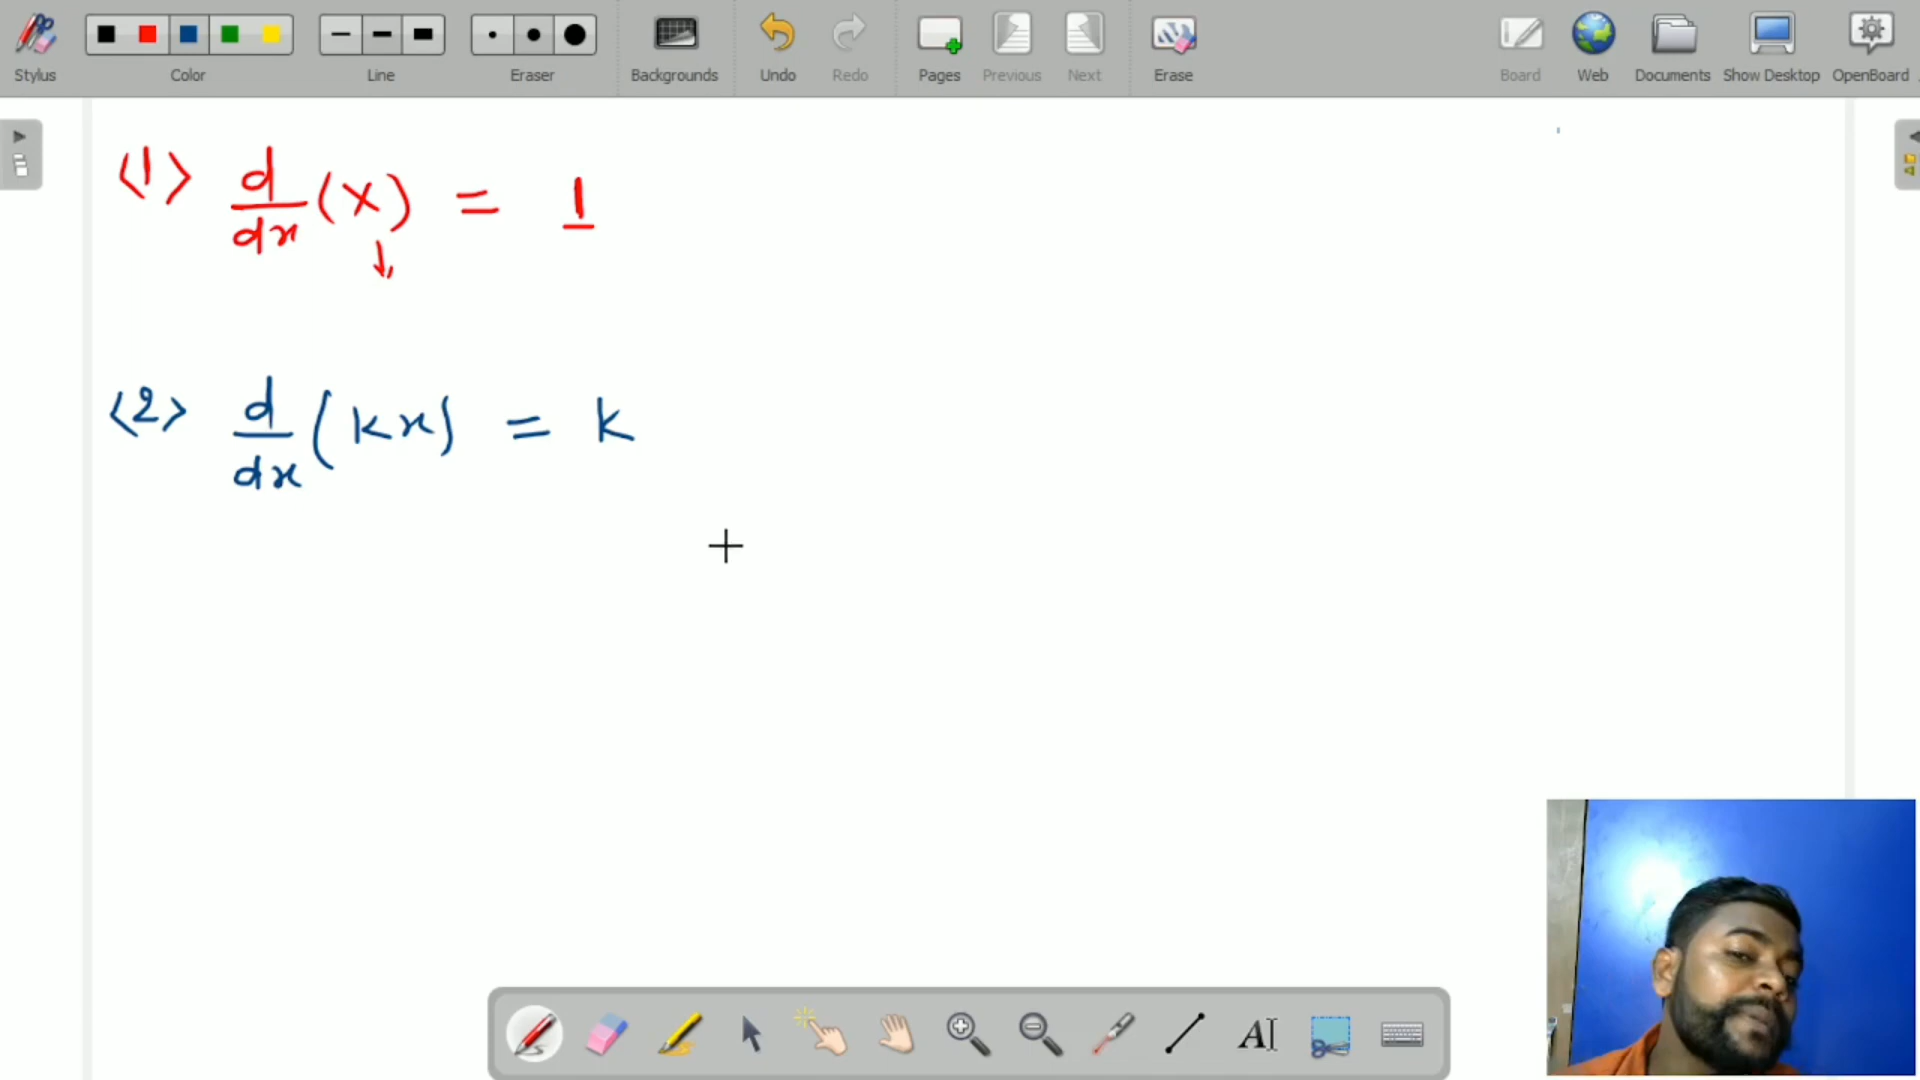 Stylus Color Line Eraser Backgrounds Undo Redo Pages Previous Next Erase Board Web Documents Show Desktop OpenBoard
<1> d/dx (x) = 1
<2> d/dx (kx) = k
AI